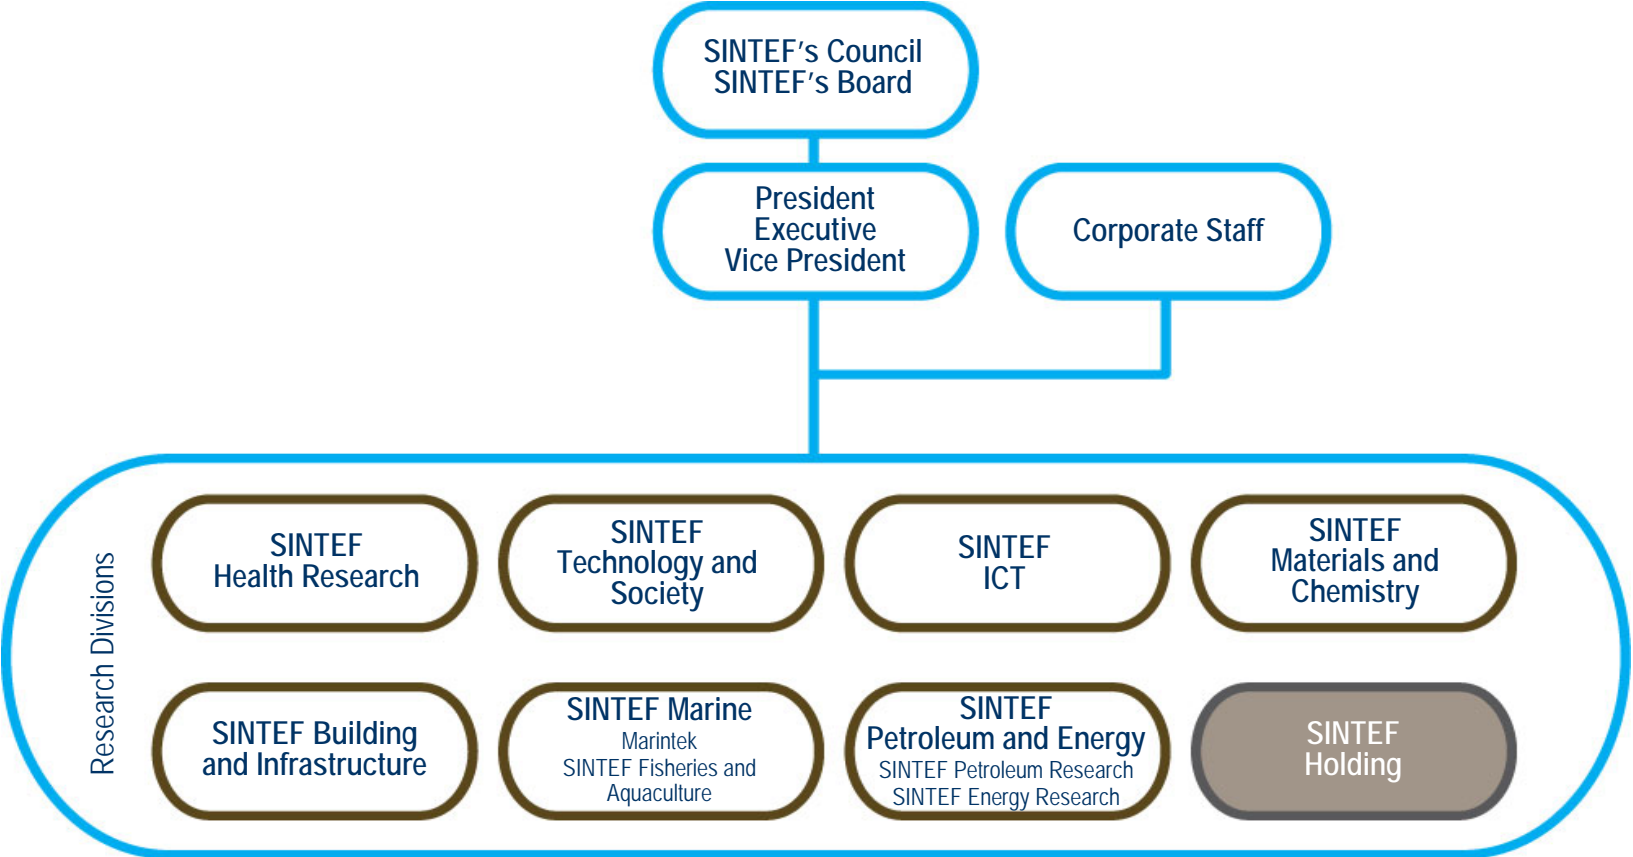 SINTEF's Council
SINTEF's Board
President
Executive
Vice President
Corporate Staff
Research Divisions
SINTEF
Health Research
SINTEF
Technology and
Society
SINTEF
ICT
SINTEF
Materials and
Chemistry
SINTEF Building
and Infrastructure
SINTEF Marine
Marintek
SINTEF Fisheries and
Aquaculture
SINTEF
Petroleum and Energy
SINTEF Petroleum Research
SINTEF Energy Research
SINTEF
Holding